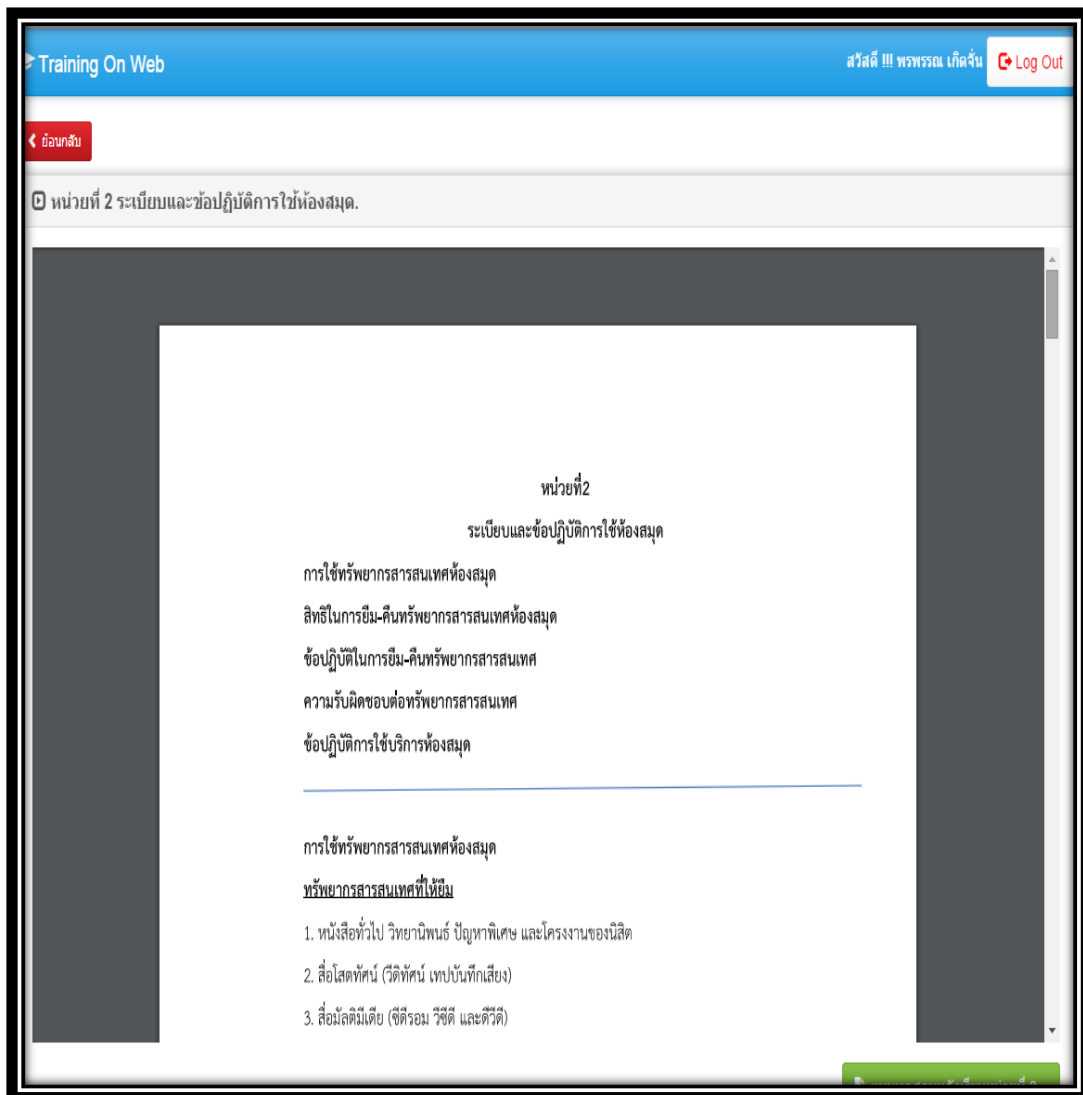 Training On Web
สวัสดี !!! พรพรรณ เกิดจั่น
Log Out
ย้อนกลับ
หน่วยที่ 2 ระเบียบและข้อปฏิบัติการใช้ห้องสมุด.
หน่วยที่2
ระเบียบและข้อปฏิบัติการใช้ห้องสมุด
การใช้ทรัพยากรสารสนเทศห้องสมุด
สิทธิในการยืม-คืนทรัพยากรสารสนเทศห้องสมุด
ข้อปฏิบัติในการยืม-คืนทรัพยากรสารสนเทศ
ความรับผิดชอบต่อทรัพยากรสารสนเทศ
ข้อปฏิบัติการใช้บริการห้องสมุด
การใช้ทรัพยากรสารสนเทศห้องสมุด
ทรัพยากรสารสนเทศที่ให้ยืม
1. หนังสือทั่วไป วิทยานิพนธ์ ปัญหาพิเศษ และโครงงานของนิสิต
2. สื่อโสตทัศน์ (วีดิทัศน์ เทปบันทึกเสียง)
3. สื่อมัลติมีเดีย (ซีดีรอม วีซีดี และดีวีดี)